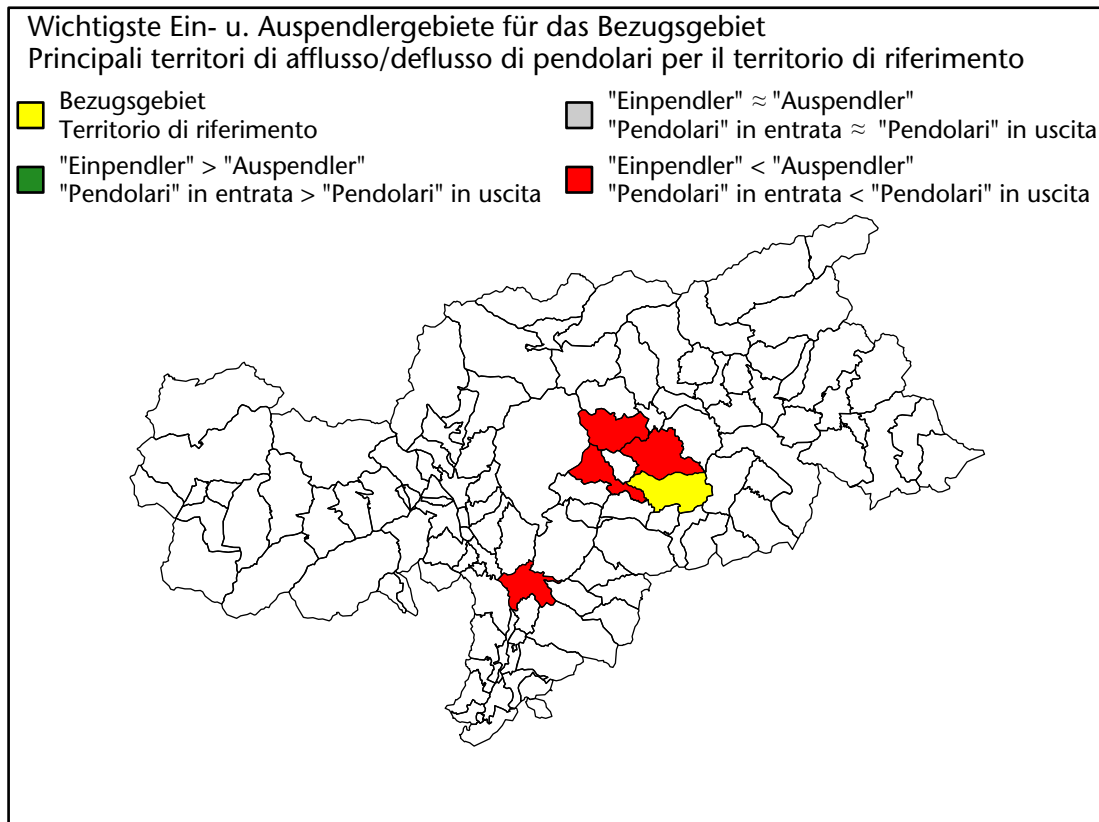 Wichtigste Ein- u. Auspendlergebiete für das Bezugsgebiet
Principali territori di afflusso/deflusso di pendolari per il territorio di riferimento
Bezugsgebiet
Territorio di riferimento
"Einpendler" > "Auspendler"
"Pendolari" in entrata > "Pendolari" in uscita
"Einpendler" ≈ "Auspendler"
"Pendolari" in entrata ≈ "Pendolari" in uscita
"Einpendler" < "Auspendler"
"Pendolari" in entrata < "Pendolari" in uscita